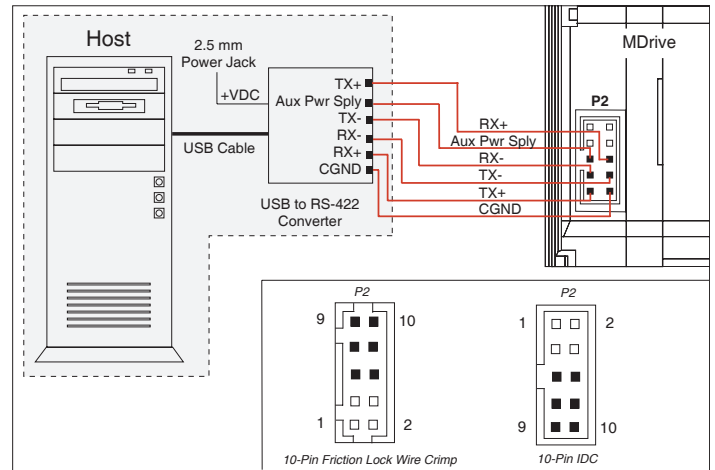 Host
2.5 mm
Power Jack
+VDC
USB Cable
TX+
Aux Pwr Sply
TX-
RX-
RX+
CGND
USB to RS-422
Converter
MDrive
P2
RX+
Aux Pwr Sply
RX-
TX-
TX+
CGND
P2
9 10
1 2
10-Pin Friction Lock Wire Crimp
P2
1 2
9 10
10-Pin IDC